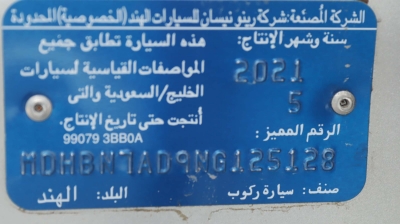 الشركة المصنعة: شركة رينو نيسان للسيارات الهند (الخصوصية) المحدودة
سنة وشهر الإنتاج: هذه السيارة تطابق جميع
2021 المواصفات القياسية لسيارات
5 الخليج/السعودية والتى
أنتجت حتى تاريخ الإنتاج.
الرقم المميز: 99079 3BB0A
MDHBN7AD9NG125128
صنف: سيارة ركوب البلد: الهند